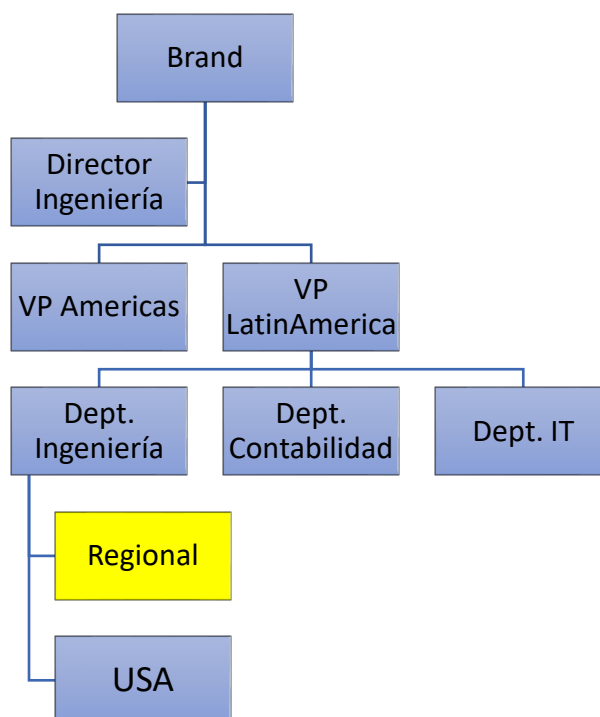 Brand
Director
Ingeniería
VP Americas
VP
LatinAmerica
Dept.
Ingeniería
Dept.
Contabilidad
Dept. IT
Regional
USA